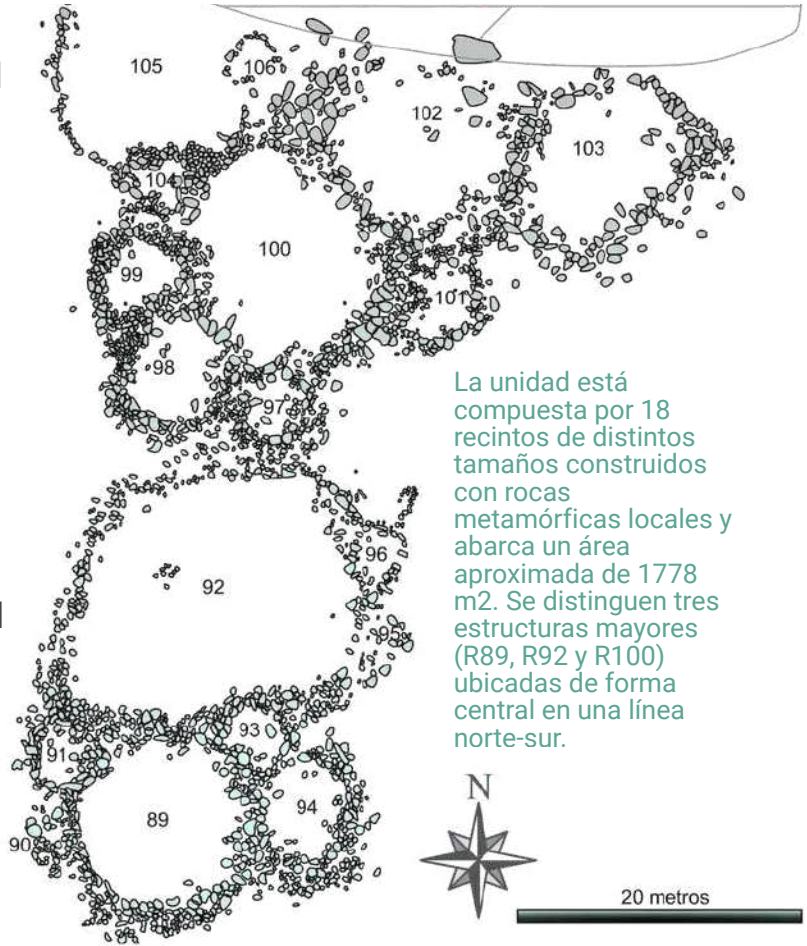 105
106
102
103
104
100
99
101
98
97
La unidad está
compuesta por 18
recintos de distintos
tamaños construidos
con rocas
metamórficas locales y
abarca un área
aproximada de 1778
m2. Se distinguen tres
estructuras mayores
(R89, R92 y R100)
ubicadas de forma
central en una línea
norte-sur.
96
92
95
93
91
94
89
90
N
20 metros